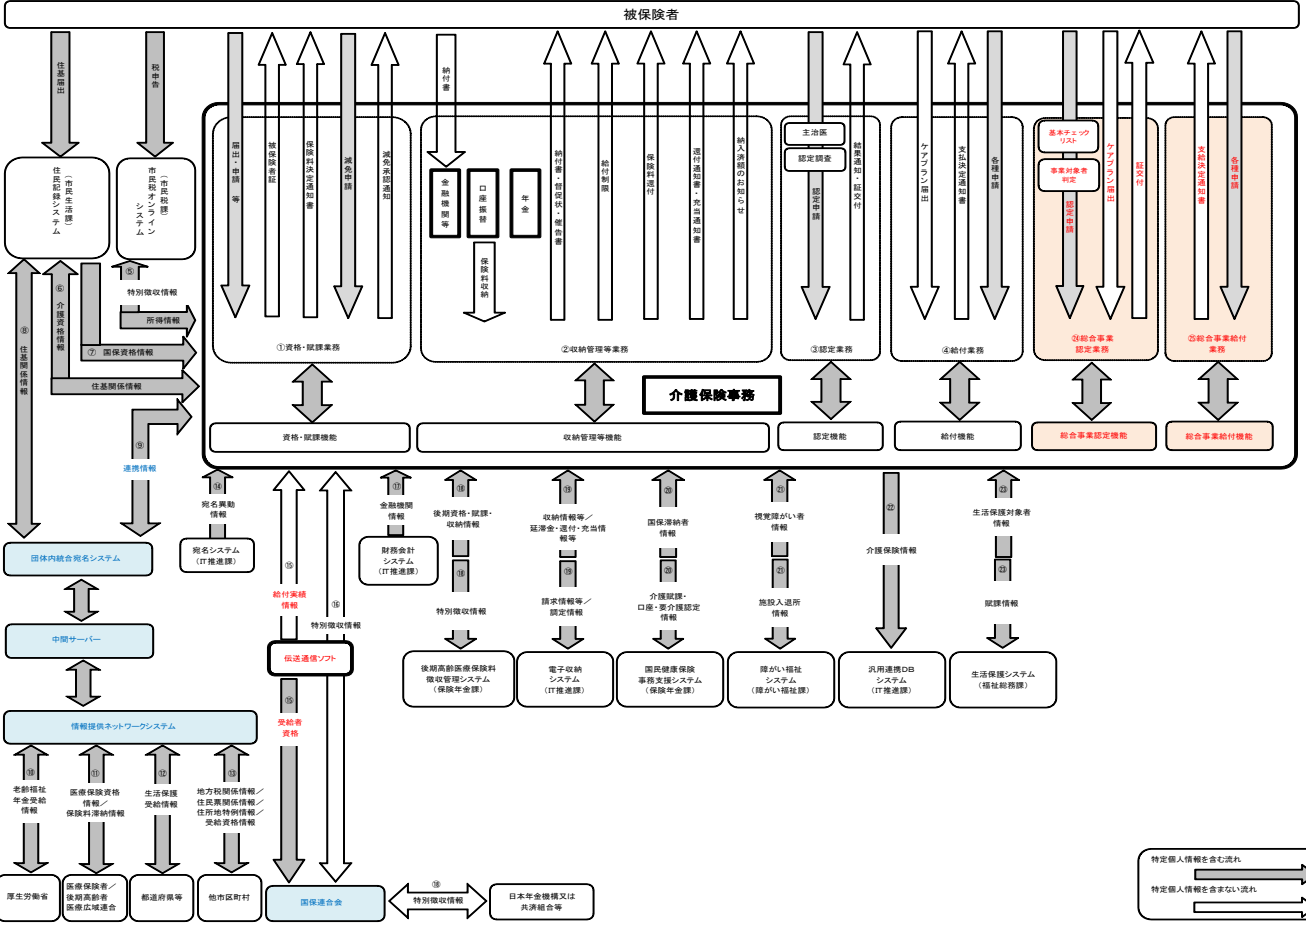 被保険者
住基届出
税申告
届出・申請 等
被保険者証
保険料決定通知書
減免申請
減免承認通知
納付書
納付書・督促状・催告書
給付制限
保険料還付
還付通知書・充当通知書
納入済額のお知らせ
主治医
認定調査
認定申請
結果通知・証交付
ケアプラン届出
支払決定通知書
各種申請
基本チェック
リスト
事業対象者
判定
認定申請
ケアプラン届出
証交付
支給決定通知書
各種申請
(市民生活課)
住民記録システム
(市民税課)
市民税オンライン
システム
金融機関等
口座振替
年金
保険料収納
⑤
特別徴収情報
所得情報
⑥ 介護資格情報
⑦ 国保資格情報
住基関係情報
⑧ 住基関係情報
⑨
連携情報
①資格・賦課業務
②収納管理等業務
③認定業務
④給付業務
㉔総合事業
認定業務
㉕総合事業給付
業務
介護保険事務
資格・賦課機能
収納管理等機能
認定機能
給付機能
総合事業認定機能
総合事業給付機能
⑭
宛名異動
情報
宛名システム
(IT推進課)
⑮
給付実績
情報
⑯
特別徴収情報
⑰
金融機関
情報
財務会計
システム
(IT推進課)
⑱
後期資格・賦課・
収納情報
⑱
特別徴収情報
後期高齢医療保険料
徴収管理システム
(保険年金課)
⑲
収納情報等/
延滞金・還付・充当情
報等
⑲
請求情報等/
調定情報
電子収納
システム
(IT推進課)
⑳
国保滞納者
情報
⑳
介護賦課・
口座・要介護認定
情報
国民健康保険
事務支援システム
(保険年金課)
㉑
視覚障がい者
情報
㉑
施設入退所
情報
障がい福祉
システム
(障がい福祉課)
㉒
介護保険情報
汎用連携DB
システム
(IT推進課)
㉓
生活保護対象者
情報
㉓
賦課情報
生活保護システム
(福祉総務課)
団体内統合宛名システム
中間サーバー
情報提供ネットワークシステム
伝送通信ソフト
⑮
受給者
資格
⑩
老齢福祉
年金受給
情報
⑪
医療保険資格
情報/
保険料滞納情報
⑫
生活保護
受給情報
⑬
地方税関係情報/
住民票関係情報/
住所地特例情報/
受給資格情報
厚生労働省
医療保険者/
後期高齢者
医療広域連合
都道府県等
他市区町村
国保連合会
⑯
特別徴収情報
日本年金機構又は
共済組合等
特定個人情報を含む流れ
特定個人情報を含まない流れ